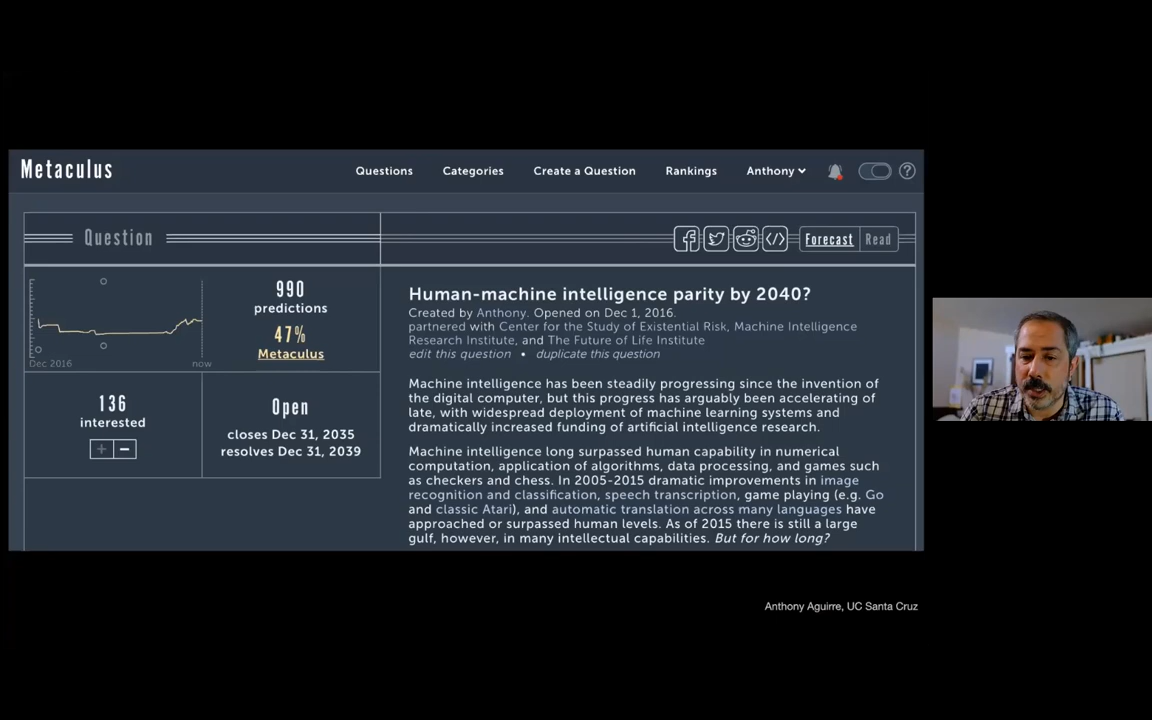 Metaculus
Questions Categories Create a Question Rankings Anthony
Question
Forecast Read
990
predictions
47%
Metaculus
Dec 2016 now
136
interested
+ −
Open
closes Dec 31, 2035
resolves Dec 31, 2039
Human-machine intelligence parity by 2040?
Created by Anthony. Opened on Dec 1, 2016.
partnered with Center for the Study of Existential Risk, Machine Intelligence
Research Institute, and The Future of Life Institute
edit this question • duplicate this question
Machine intelligence has been steadily progressing since the invention of
the digital computer, but this progress has arguably been accelerating of
late, with widespread deployment of machine learning systems and
dramatically increased funding of artificial intelligence research.
Machine intelligence long surpassed human capability in numerical
computation, application of algorithms, data processing, and games such
as checkers and chess. In 2005-2015 dramatic improvements in image
recognition and classification, speech transcription, game playing (e.g. Go
and classic Atari), and automatic translation across many languages have
approached or surpassed human levels. As of 2015 there is still a large
gulf, however, in many intellectual capabilities. But for how long?
Anthony Aguirre, UC Santa Cruz